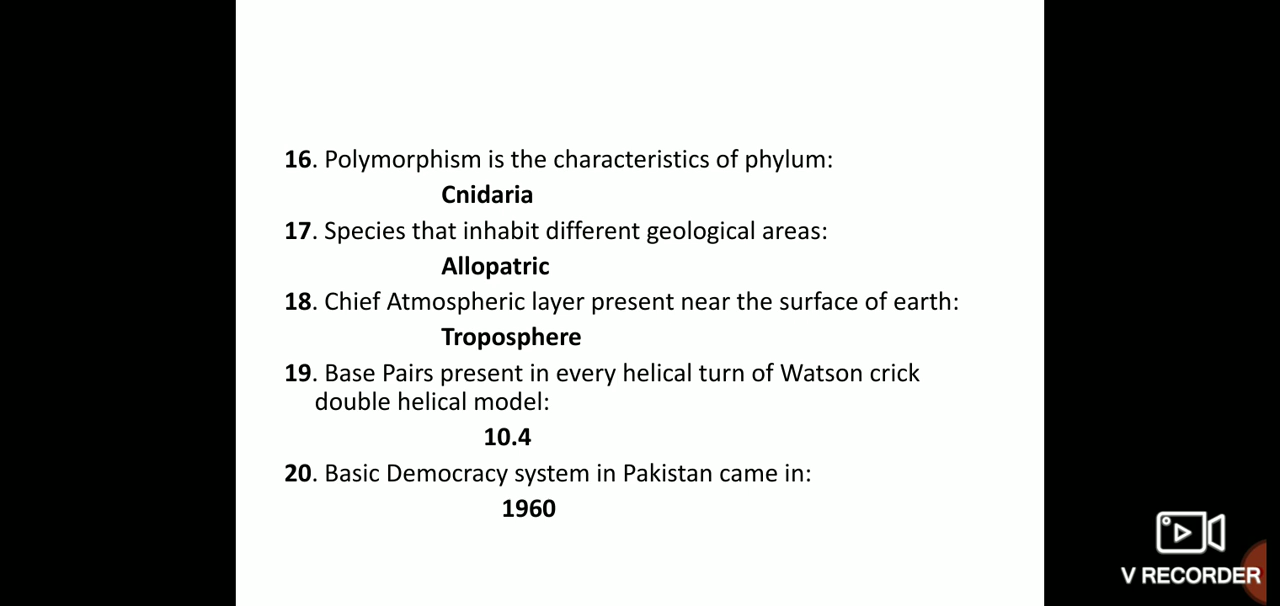 16. Polymorphism is the characteristics of phylum:
Cnidaria
17. Species that inhabit different geological areas:
Allopatric
18. Chief Atmospheric layer present near the surface of earth:
Troposphere
19. Base Pairs present in every helical turn of Watson crick
double helical model:
10.4
20. Basic Democracy system in Pakistan came in:
1960
V RECORDER